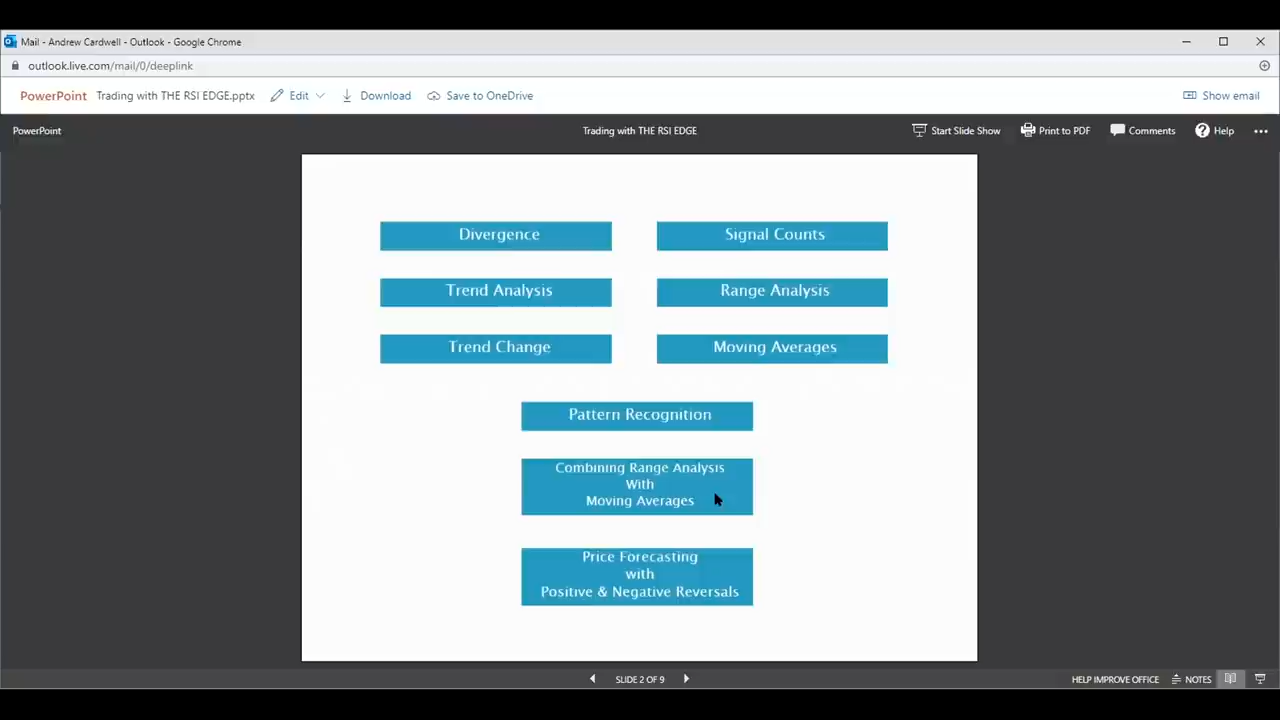 Mail - Andrew Cardwell - Outlook - Google Chrome
outlook.live.com/mail/0/deeplink
PowerPoint Trading with THE RSI EDGE.pptx Edit Download Save to OneDrive Show email
PowerPoint Trading with THE RSI EDGE Start Slide Show Print to PDF Comments Help
Divergence Signal Counts
Trend Analysis Range Analysis
Trend Change Moving Averages
Pattern Recognition
Combining Range Analysis
With
Moving Averages
Price Forecasting
with
Positive & Negative Reversals
SLIDE 2 OF 9 HELP IMPROVE OFFICE NOTES